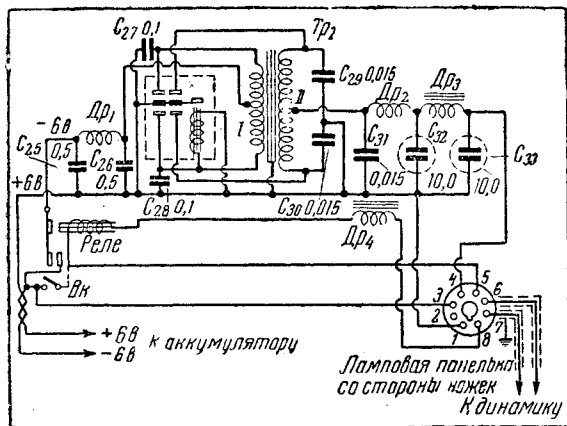 C27 0,1
Тр2
C29 0,015
Др2
Др3
Др1
- 6В
C25
0,5
C26
0,5
+6В
I
II
C31
0,015
C32
10,0
C33
10,0
C28 0,1
C30 0,015
Др4
Реле
Вк
4
5
3
6
2
7
1
8
+6В
-6В
к аккумулятору
Ламповая панелька
со стороны ножек
К динамику